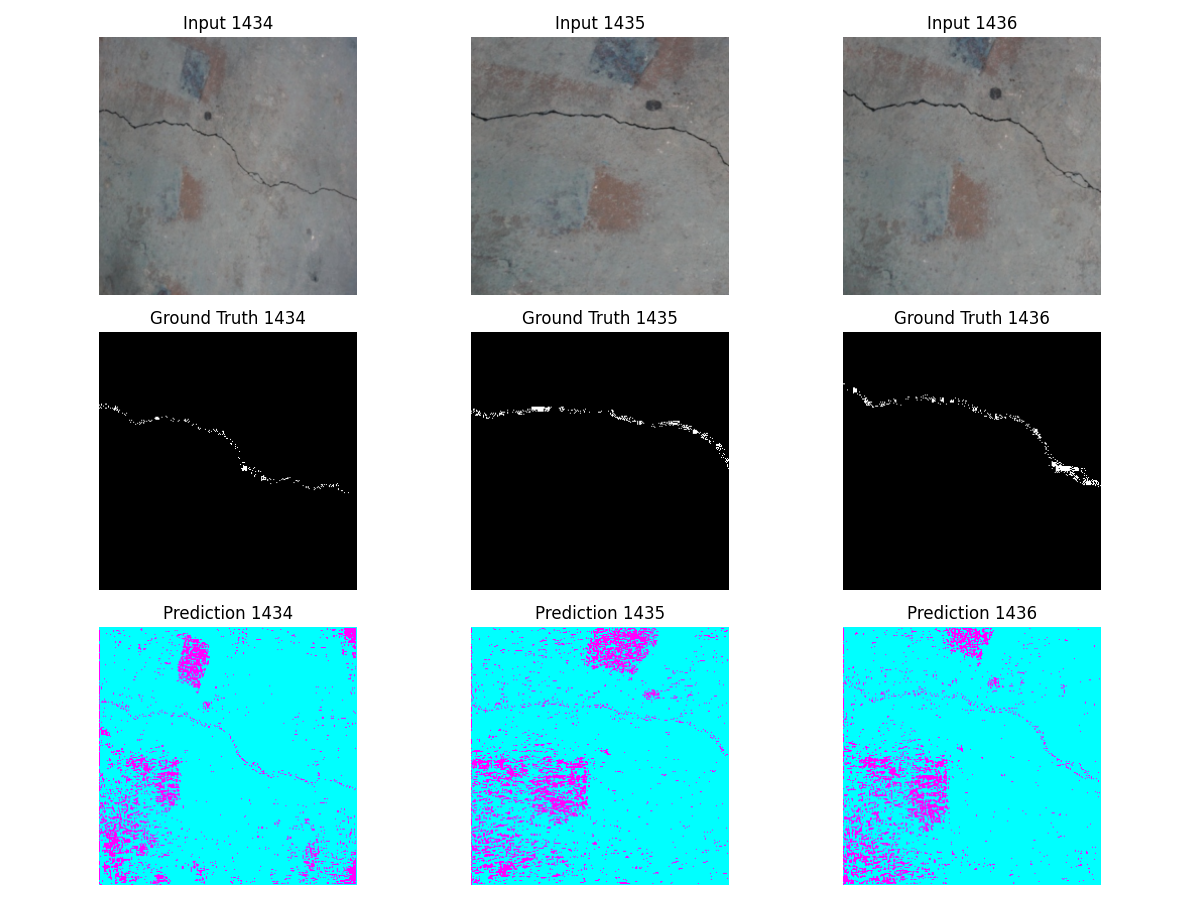 Input 1434
Input 1435
Input 1436
Ground Truth 1434
Ground Truth 1435
Ground Truth 1436
Prediction 1434
Prediction 1435
Prediction 1436